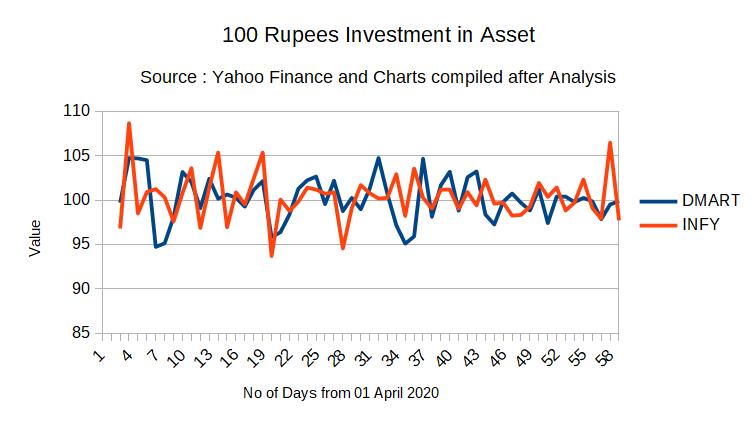 100 Rupees Investment in Asset
Source : Yahoo Finance and Charts compiled after Analysis
110
105
100
95
90
85
Value
DMART
INFY
1 4 7 10 13 16 19 22 25 28 31 34 37 40 43 46 49 52 55 58
No of Days from 01 April 2020